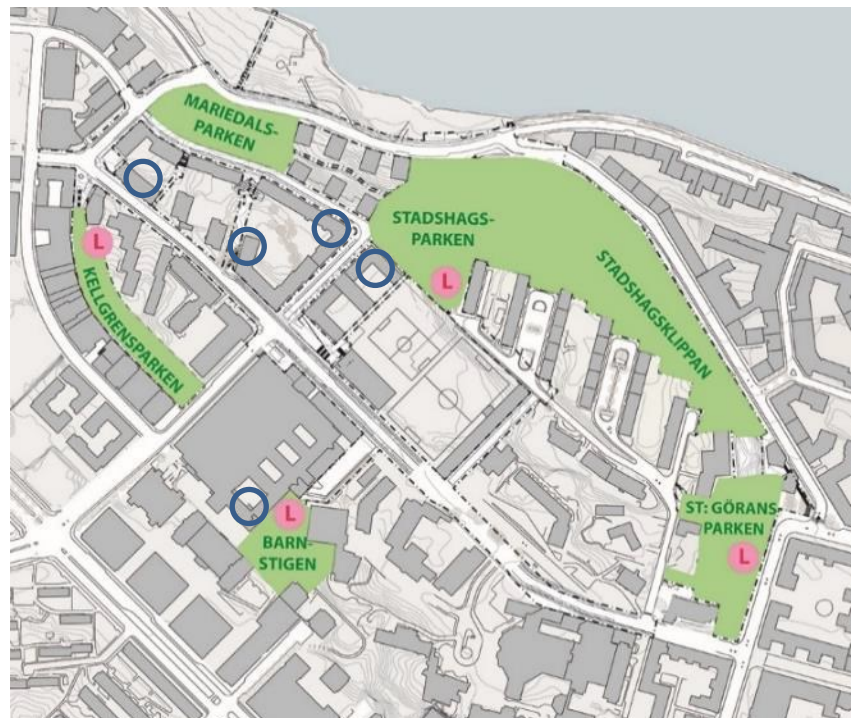 MARIEDALS-
PARKEN
STADSHAGS-
PARKEN
L
STADSHAGSKLIPPAN
L
KELLGRENSPARKEN
L
BARN-
STIGEN
ST: GÖRANS-
PARKEN
L